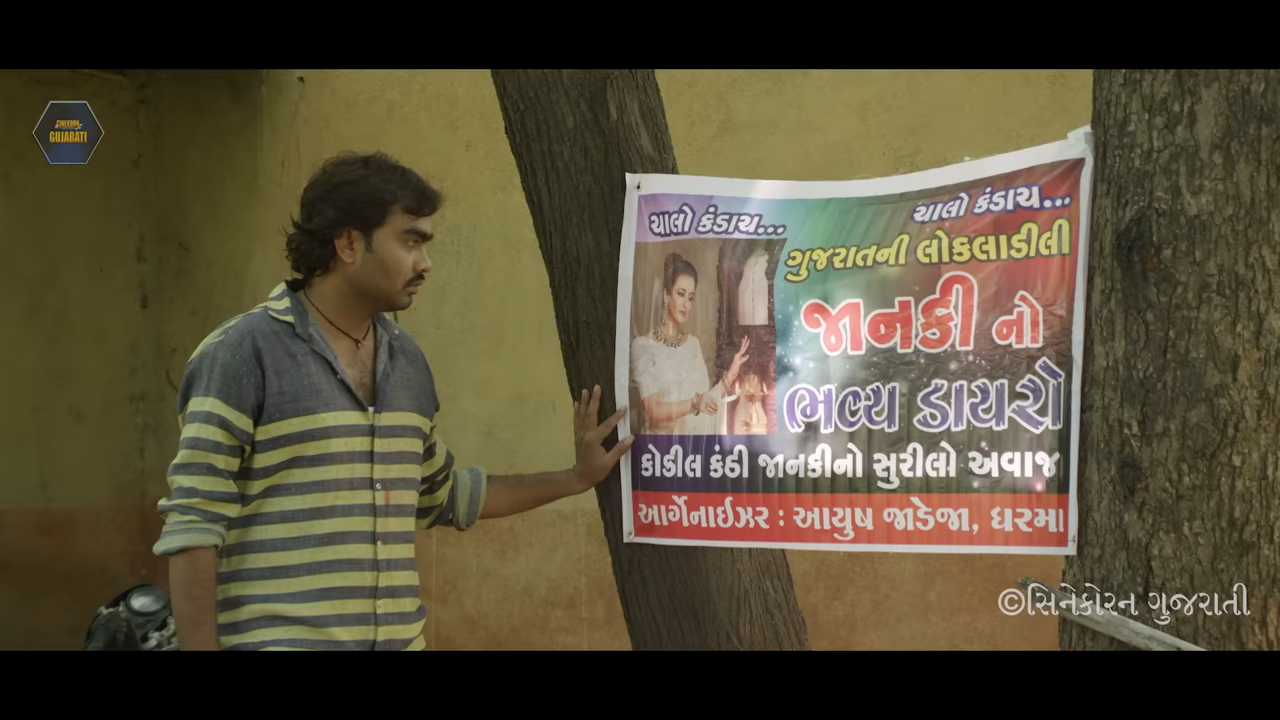 CINEKORN
GUJARATI
ચાલો કંડાચ...
ચાલો કંડાચ...
ગુજરાતની લોકલાડીલી
જાનકી નો
ભવ્ય ડાયરો
કોકીલ કંઠી જાનકીનો સુરીલો અવાજ
આર્ગેનાઈઝર : આયુષ જાડેજા, ધરમા
©સિનેકોરન ગુજરાતી